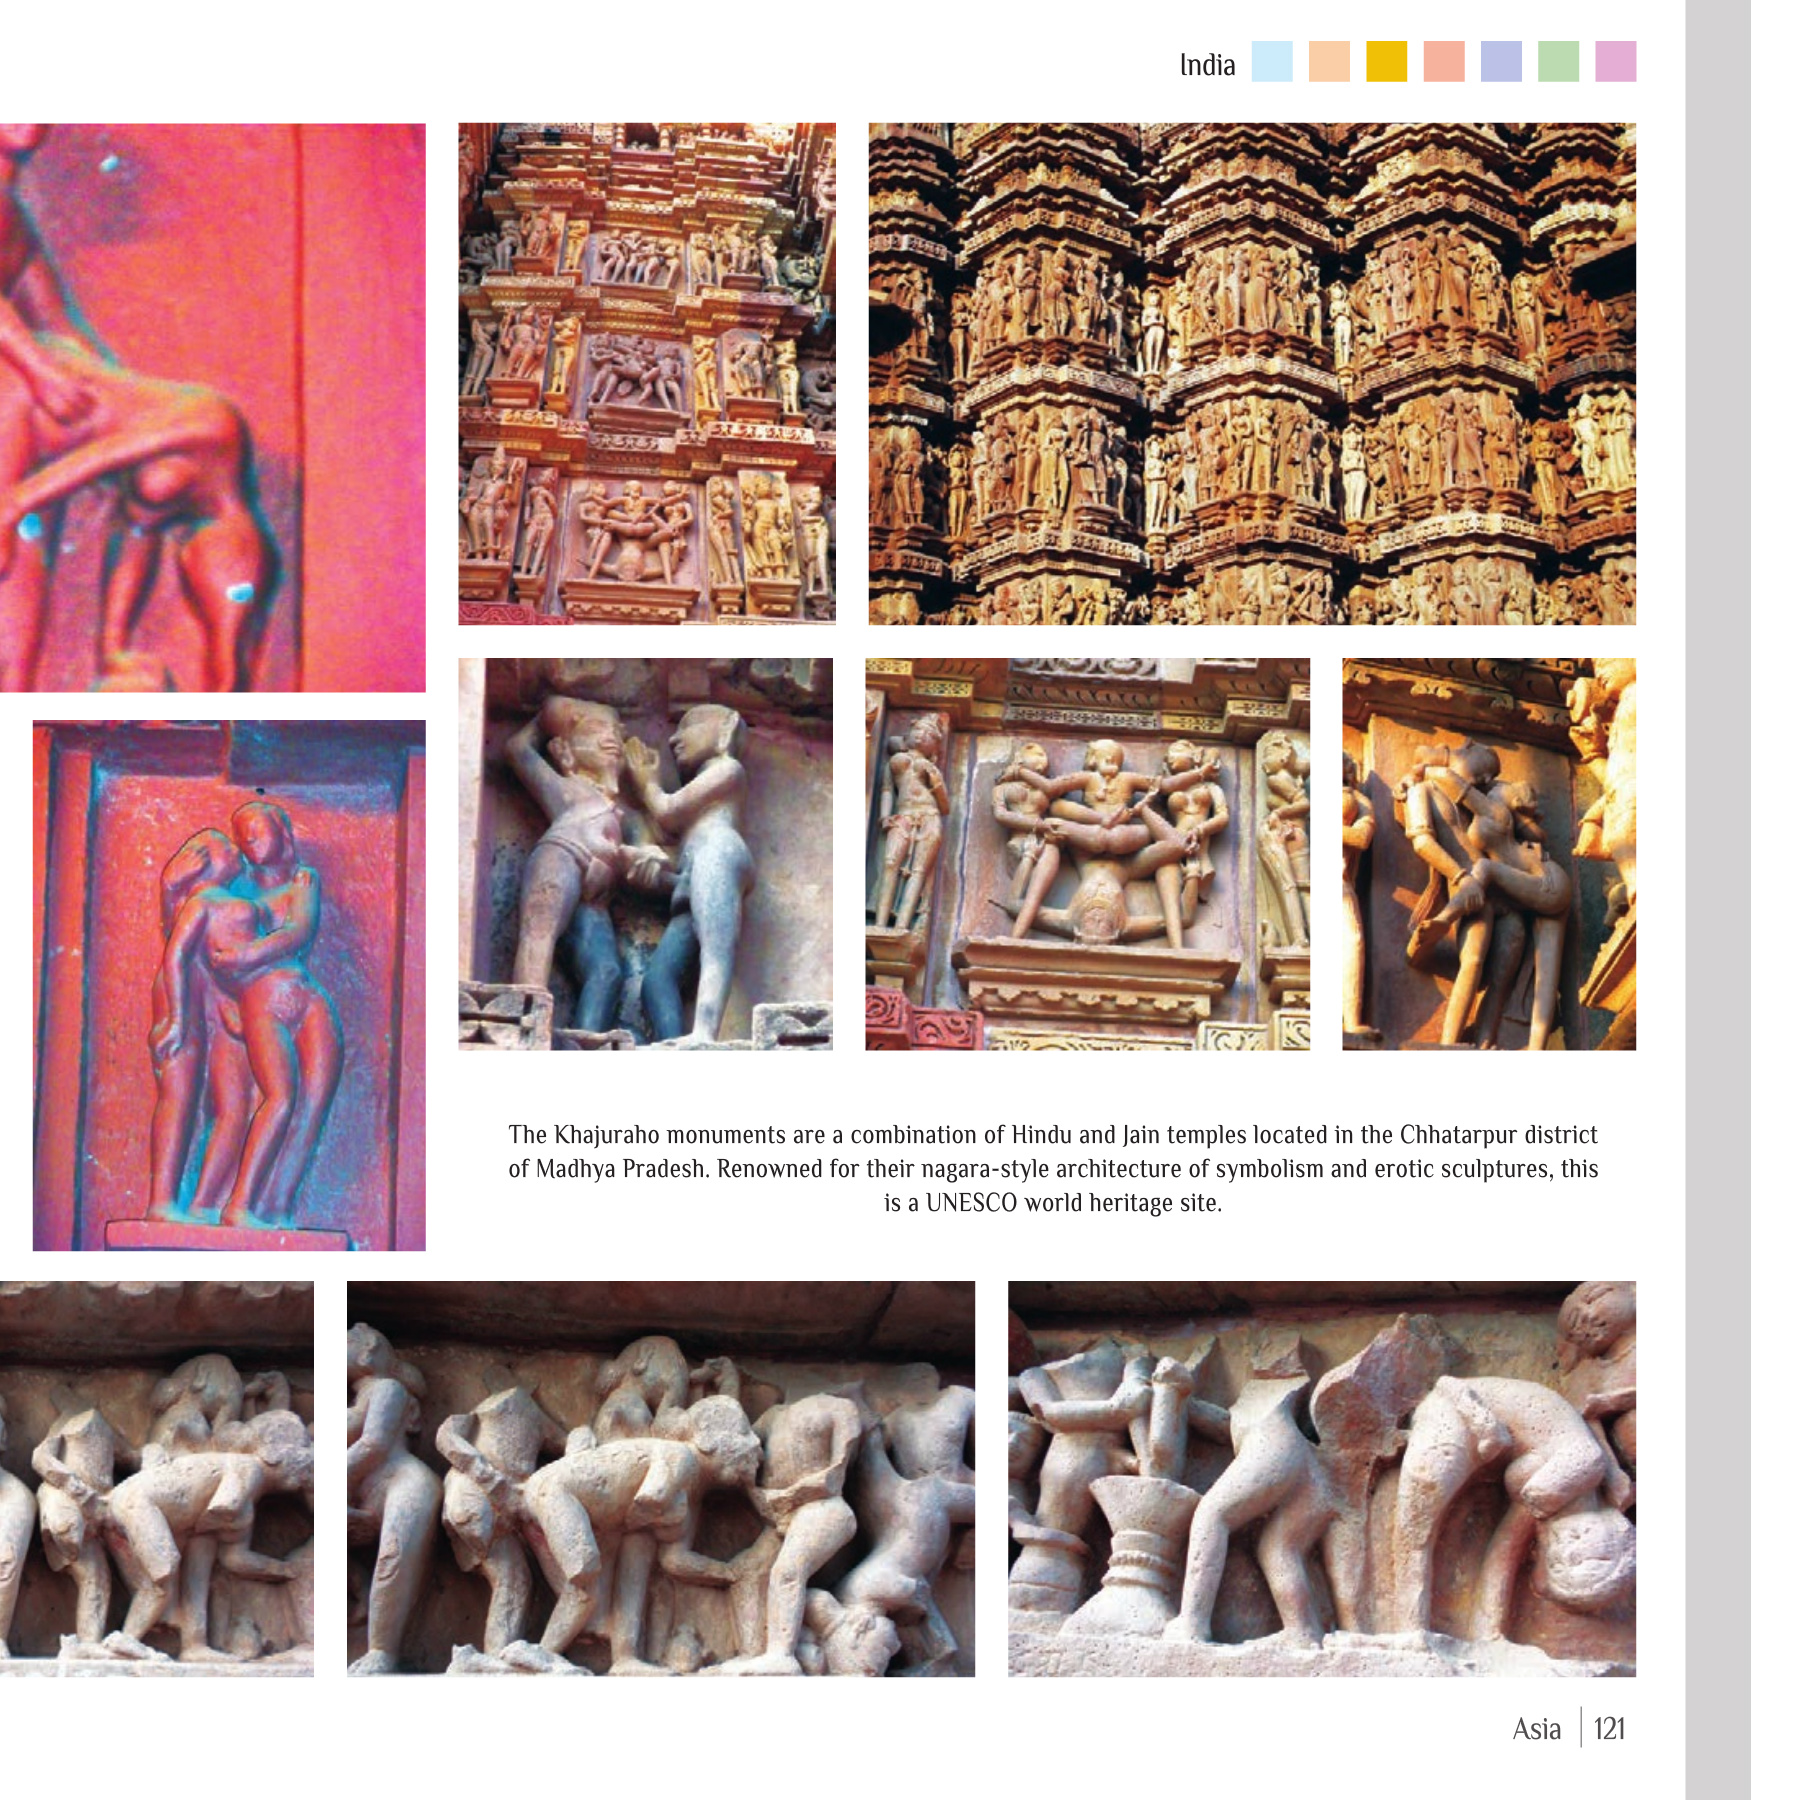 India
The Khajuraho monuments are a combination of Hindu and Jain temples located in the Chhatarpur district
of Madhya Pradesh. Renowned for their nagara-style architecture of symbolism and erotic sculptures, this
is a UNESCO world heritage site.
Asia | 121